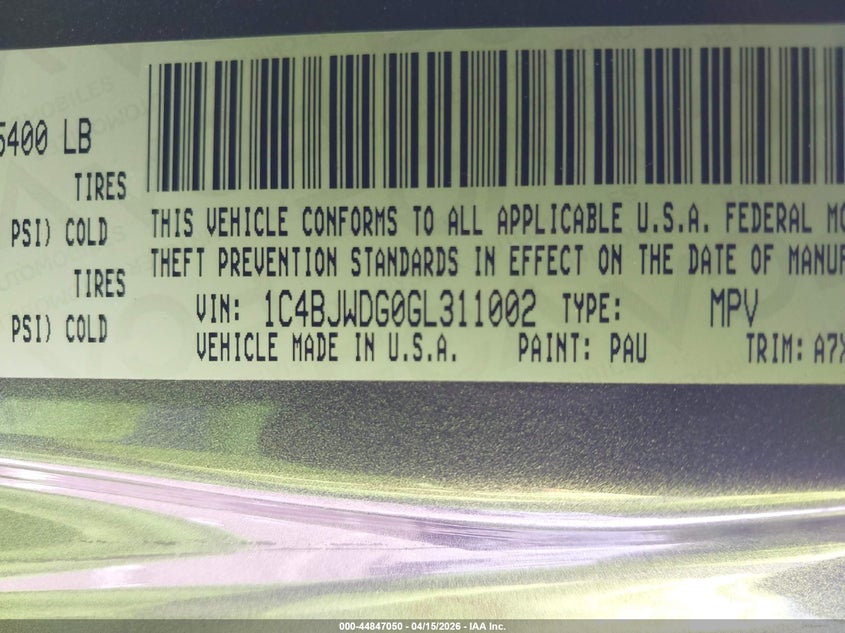 5400 LB
TIRES
PSI) COLD
TIRES
PSI) COLD
THIS VEHICLE CONFORMS TO ALL APPLICABLE U.S.A. FEDERAL MO
THEFT PREVENTION STANDARDS IN EFFECT ON THE DATE OF MANUF
VIN: 1C4BJWDG0GL311002 TYPE: MPV
VEHICLE MADE IN U.S.A. PAINT: PAU TRIM: A7X
000-44847050 - 04/15/2026 - IAA Inc.